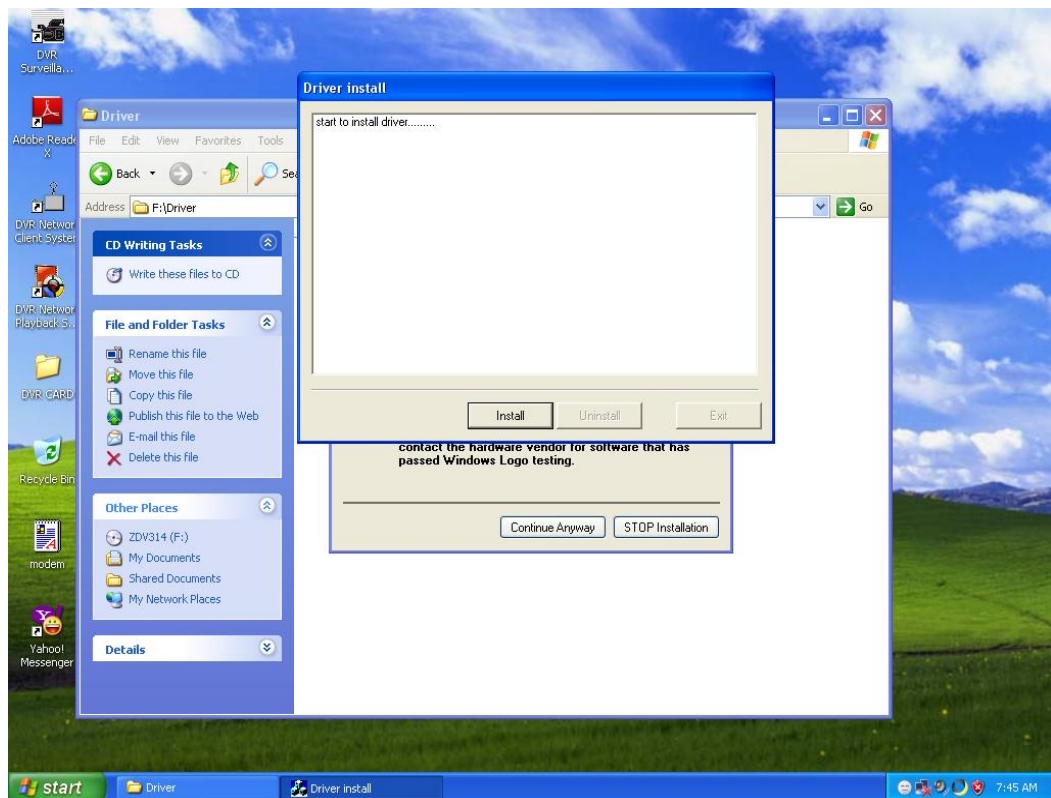 DVR
Surveilla...
Adobe Reade
X
DVR Networ
Client System
DVR Networ
Playback S...
DVR CARD
Recycle Bin
modem
Yahoo!
Messenger
Driver
File Edit View Favorites Tools
Back
Sea
Address F:\Driver
Go
CD Writing Tasks
Write these files to CD
File and Folder Tasks
Rename this file
Move this file
Copy this file
Publish this file to the Web
E-mail this file
Delete this file
Other Places
ZDV314 (F:)
My Documents
Shared Documents
My Network Places
Details
Driver install
start to install driver.........
Install Uninstall Exit
contact the hardware vendor for software that has
passed Windows Logo testing.
Continue Anyway STOP Installation
start
Driver
Driver install
7:45 AM